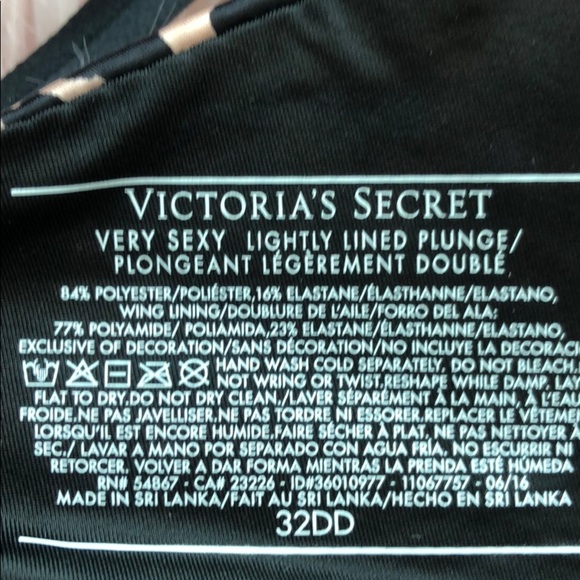 VICTORIA'S SECRET
VERY SEXY LIGHTLY LINED PLUNGE/
PLONGEANT LÉGÈREMENT DOUBLÉ
84% POLYESTER/POLIÉSTER,16% ELASTANE/ÉLASTHANNE/ELASTANO,
WING LINING/DOUBLURE DE L'AILE/FORRO DEL ALA:
77% POLYAMIDE/ POLIAMIDA,23% ELASTANE/ÉLASTHANNE/ELASTANO,
EXCLUSIVE OF DECORATION/SANS DÉCORATION/NO INCLUYE LA DECORAC
HAND WASH COLD SEPARATELY, DO NOT BLEACH.
NOT WRING OR TWIST,RESHAPE WHILE DAMP, LAY
FLAT TO DRY.DO NOT DRY CLEAN./LAVER SÉPARÉMENT À LA MAIN, À L'EAU
FROIDE.NE PAS JAVELLISER.NE PAS TORDRE NI ESSORER.REPLACER LE VÊTEME
LORSQU'IL EST ENCORE HUMIDE.FAIRE SÉCHER À PLAT, NE PAS NETTOYER À
SEC./ LAVAR A MANO POR SEPARADO CON AGUA FRÍA. NO ESCURRIR NI
RETORCER. VOLVER A DAR FORMA MIENTRAS LA PRENDA ESTÉ HÚMEDA
RN# 54867 - CA# 23226 - ID#36010977 - 11067757 - 06/16
MADE IN SRI LANKA/FAIT AU SRI LANKA/HECHO EN SRI LANKA
32DD